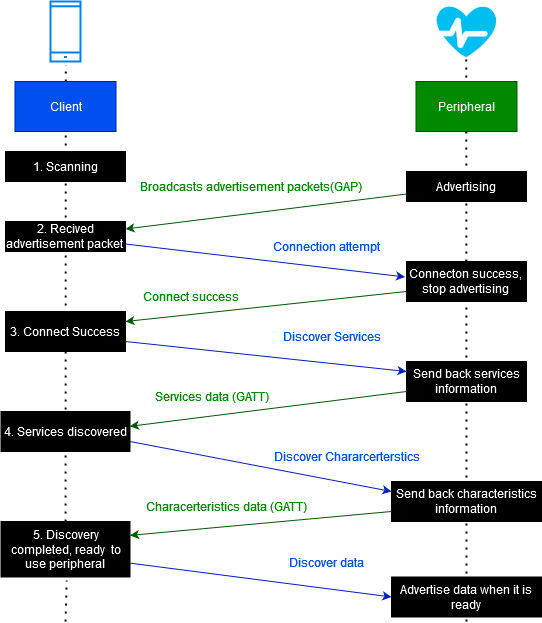 Client
Peripheral
1. Scanning
Broadcasts advertisement packets(GAP)
Advertising
2. Recived
advertisement packet
Connection attempt
Connecton success,
stop advertising
Connect success
3. Connect Success
Discover Services
Send back services
information
Services data (GATT)
4. Services discovered
Discover Chararcerterstics
Send back characteristics
information
Characerteristics data (GATT)
5. Discovery
completed, ready to
use peripheral
Discover data
Advertise data when it is
ready